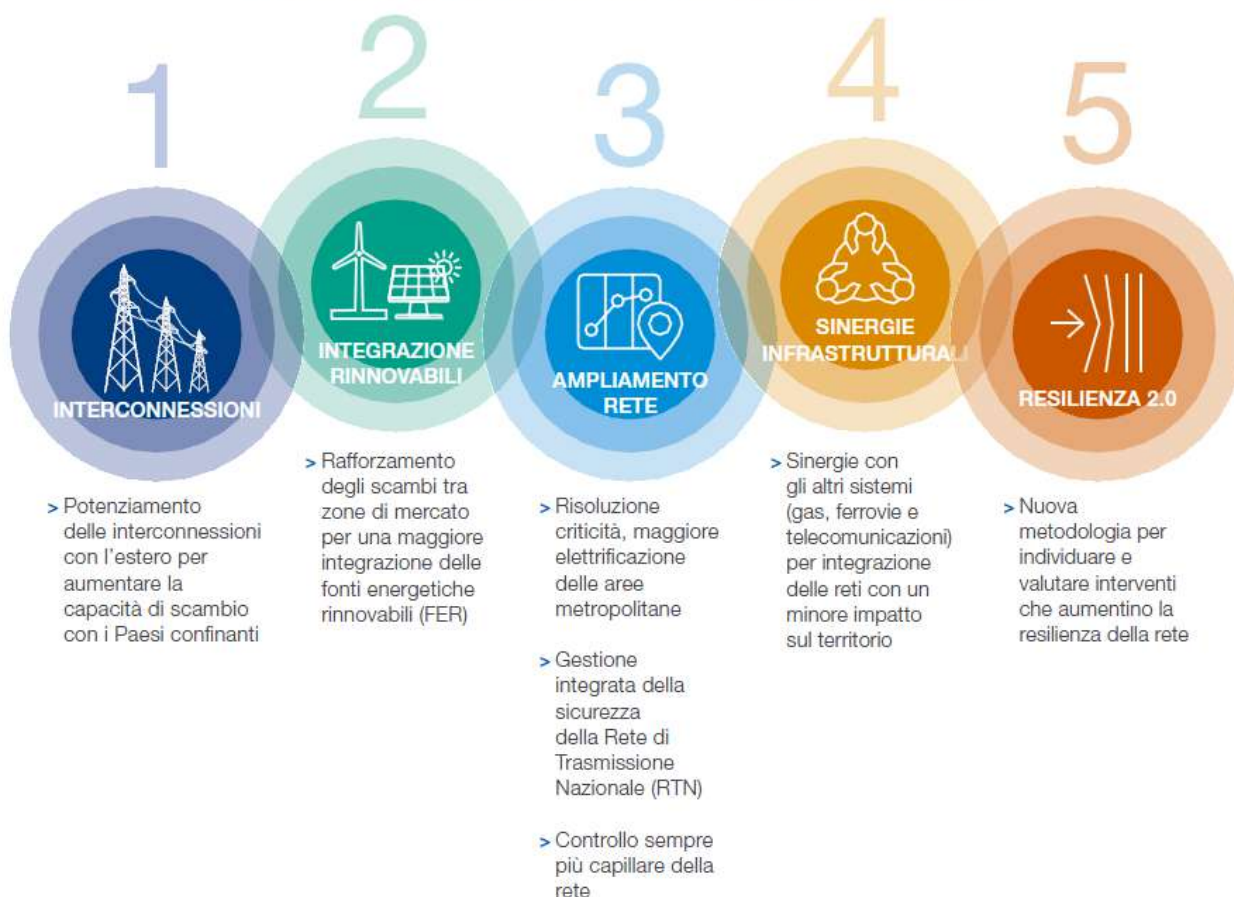 1
INTERCONNESSIONI
> Potenziamento
delle interconnessioni
con l'estero per
aumentare la
capacità di scambio
con i Paesi confinanti
2
INTEGRAZIONE
RINNOVABILI
> Rafforzamento
degli scambi tra
zone di mercato
per una maggiore
integrazione delle
fonti energetiche
rinnovabili (FER)
3
AMPLIAMENTO
RETE
> Risoluzione
criticità, maggiore
elettrificazione
delle aree
metropolitane
> Gestione
integrata della
sicurezza
della Rete di
Trasmissione
Nazionale (RTN)
> Controllo sempre
più capillare della
rete
4
SINERGIE
INFRASTRUTTURALI
> Sinergie con
gli altri sistemi
(gas, ferrovie e
telecomunicazioni)
per integrazione
delle reti con un
minore impatto
sul territorio
5
RESILIENZA 2.0
> Nuova
metodologia per
individuare e
valutare interventi
che aumentino la
resilienza della rete